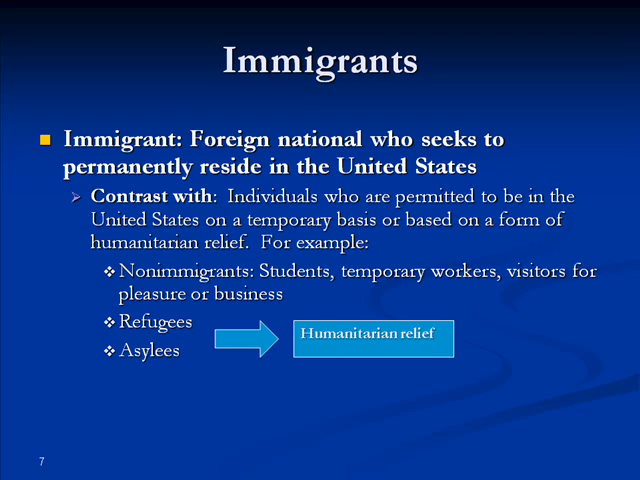 Immigrants
Immigrant: Foreign national who seeks to
permanently reside in the United States
Contrast with: Individuals who are permitted to be in the
United States on a temporary basis or based on a form of
humanitarian relief. For example:
Nonimmigrants: Students, temporary workers, visitors for
pleasure or business
Refugees
Humanitarian relief
Asylees
7